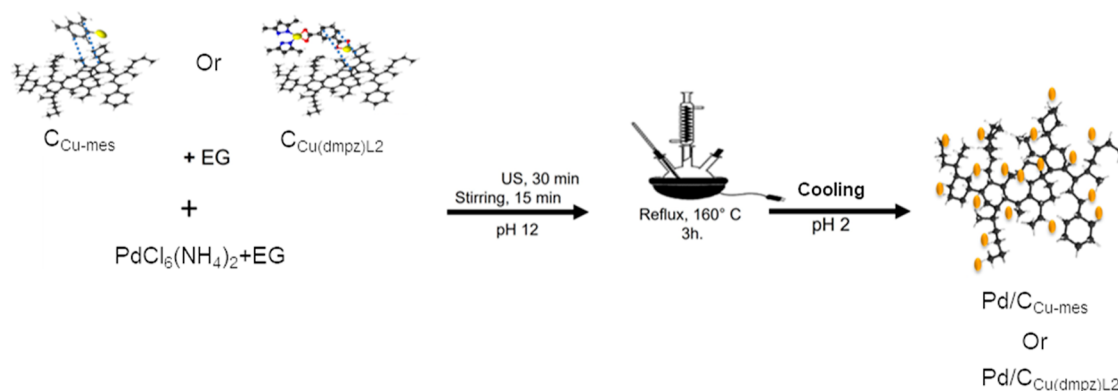 Or
C_Cu-mes
C_Cu(dmpz)L2
+ EG
+
PdCl₆(NH₄)₂+EG
US, 30 min
Stirring, 15 min
pH 12
Reflux, 160° C
3h.
Cooling
pH 2
Pd/C_Cu-mes
Or
Pd/C_Cu(dmpz)L2